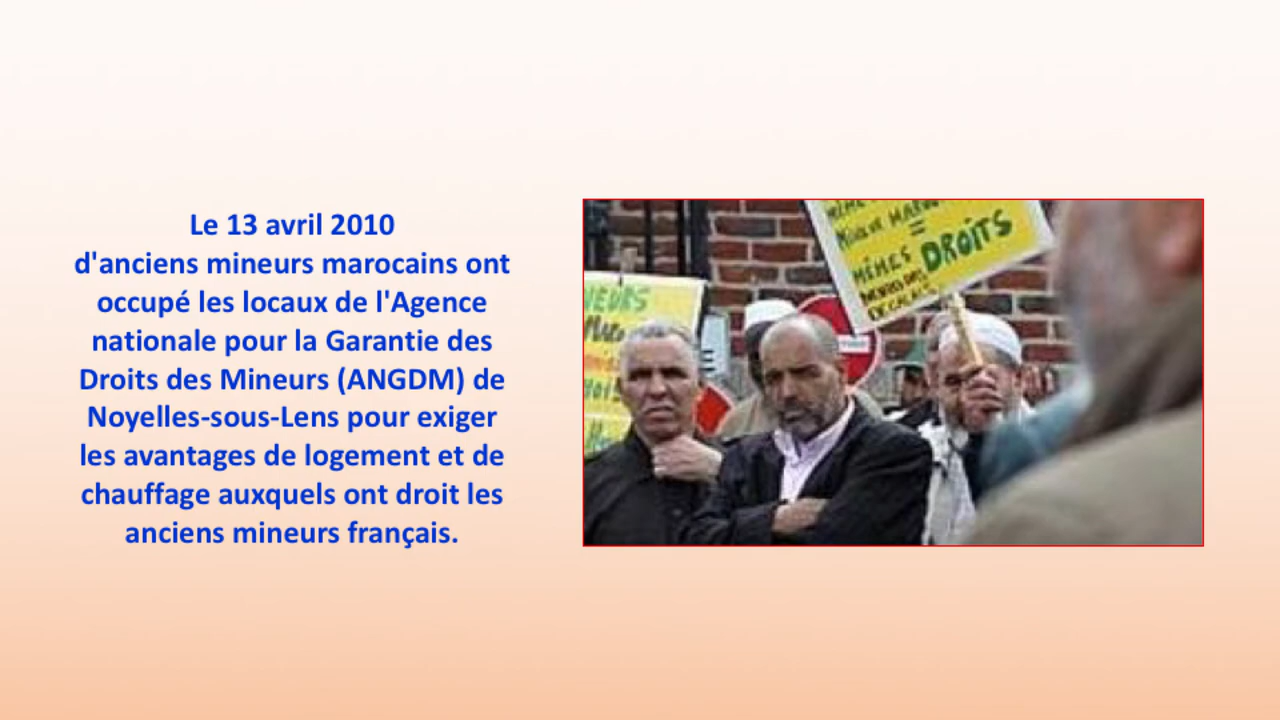 Le 13 avril 2010
d'anciens mineurs marocains ont
occupé les locaux de l'Agence
nationale pour la Garantie des
Droits des Mineurs (ANGDM) de
Noyelles-sous-Lens pour exiger
les avantages de logement et de
chauffage auxquels ont droit les
anciens mineurs français.
=
MÊMES DROITS